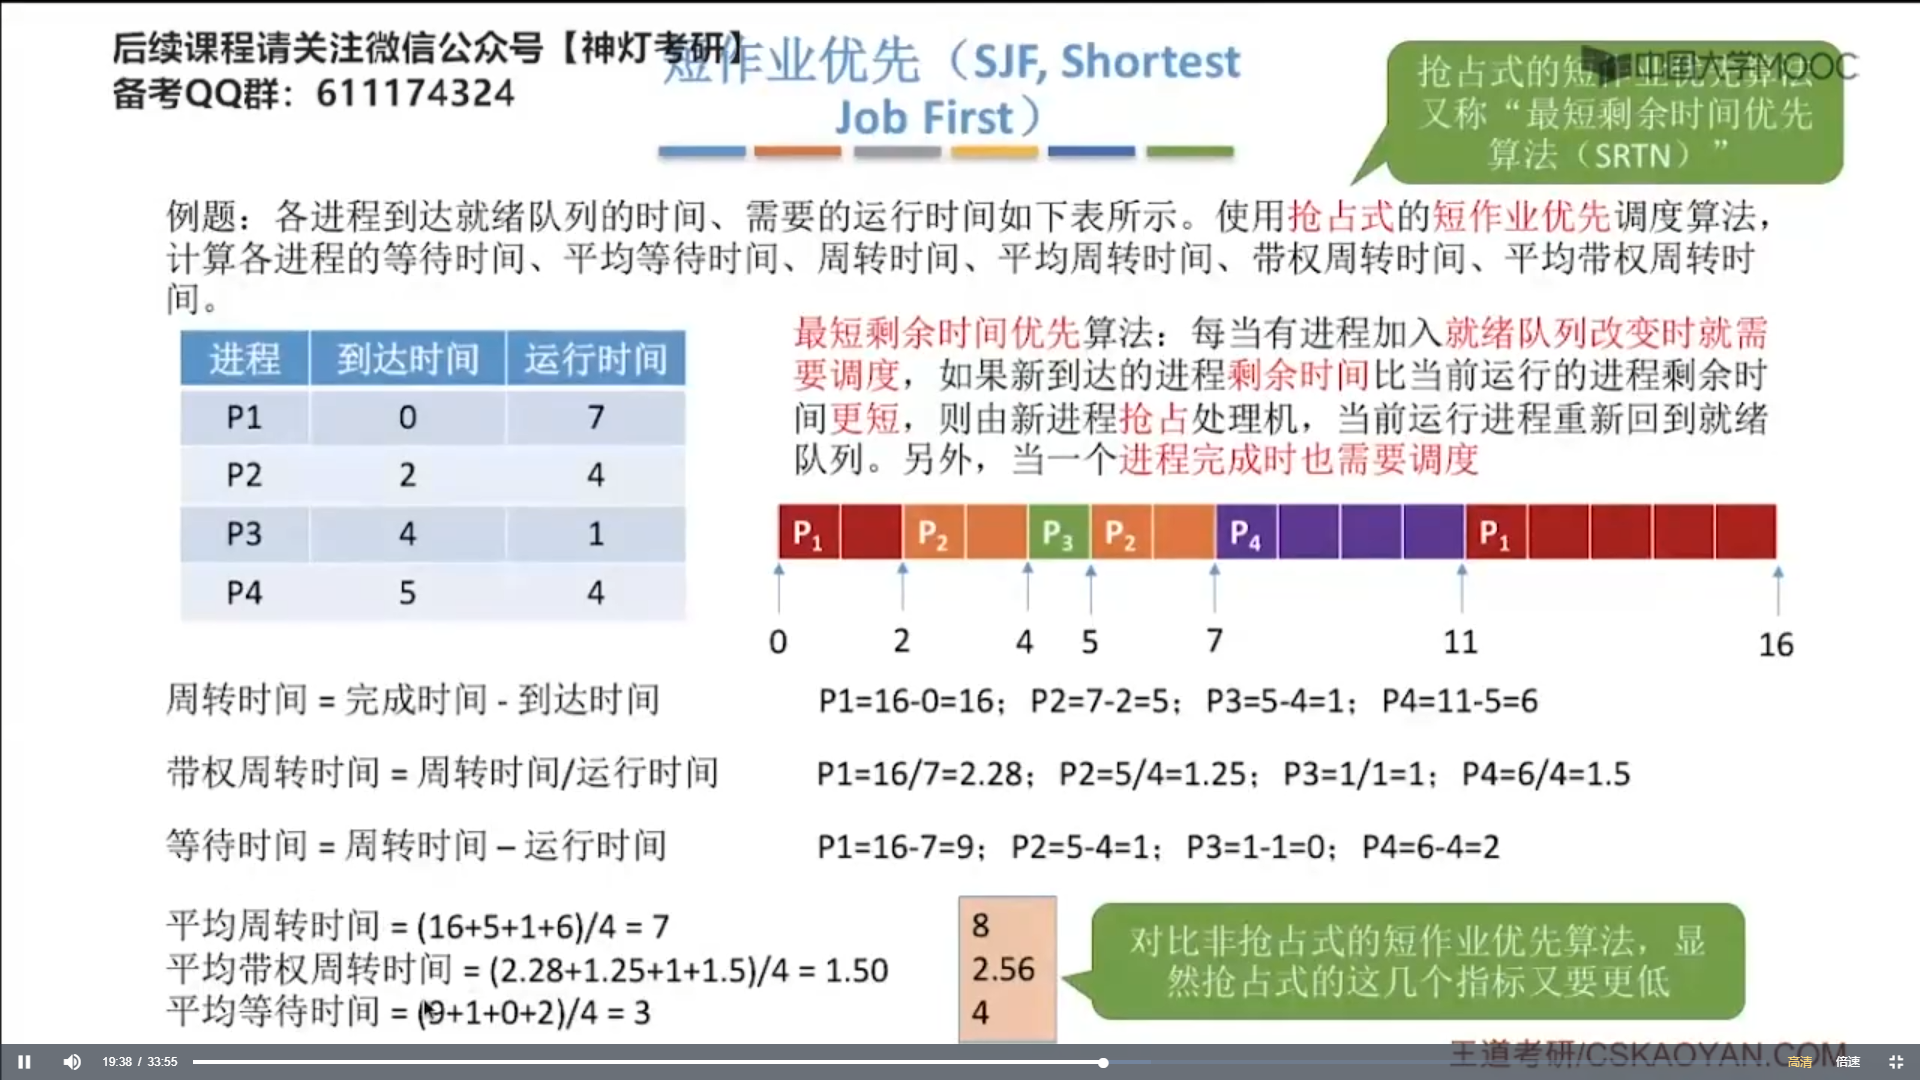 后续课程请关注微信公众号【神灯考研】
备考QQ群：611174324
短作业优先（SJF, Shortest
Job First）
中国大学MOOC
抢占式的短作业优先算法
又称“最短剩余时间优先
算法（SRTN）”
例题：各进程到达就绪队列的时间、需要的运行时间如下表所示。使用抢占式的短作业优先调度算法，
计算各进程的等待时间、平均等待时间、周转时间、平均周转时间、带权周转时间、平均带权周转时
间。
进程 到达时间 运行时间
P1 0 7
P2 2 4
P3 4 1
P4 5 4
最短剩余时间优先算法：每当有进程加入就绪队列改变时就需
要调度，如果新到达的进程剩余时间比当前运行的进程剩余时
间更短，则由新进程抢占处理机，当前运行进程重新回到就绪
队列。另外，当一个进程完成时也需要调度
P1 P2 P3 P2 P4 P1
0 2 4 5 7 11 16
周转时间 = 完成时间 - 到达时间 P1=16-0=16；P2=7-2=5；P3=5-4=1；P4=11-5=6
带权周转时间 = 周转时间/运行时间 P1=16/7=2.28；P2=5/4=1.25；P3=1/1=1；P4=6/4=1.5
等待时间 = 周转时间 – 运行时间 P1=16-7=9；P2=5-4=1；P3=1-1=0；P4=6-4=2
平均周转时间 = (16+5+1+6)/4 = 7
平均带权周转时间 = (2.28+1.25+1+1.5)/4 = 1.50
平均等待时间 = (9+1+0+2)/4 = 3
8
2.56
4
对比非抢占式的短作业优先算法，显
然抢占式的这几个指标又要更低
王道考研/CSKAOYAN.COM
19:38 / 33:55 高清 倍速